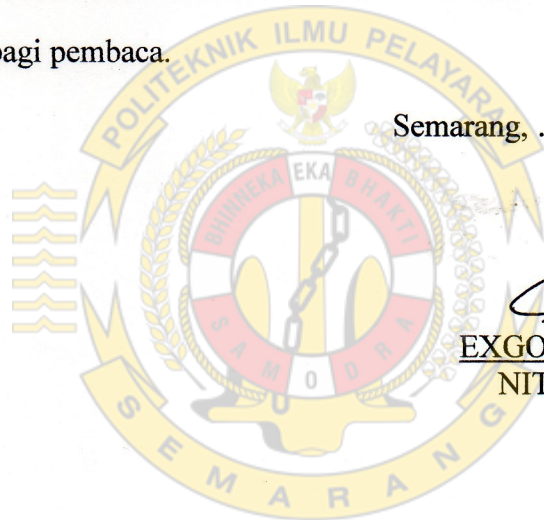 bagi pembaca.
POLITEKNIK ILMU PELAYARAN
Semarang, .
BHINNEKA EKA BHAKTI
EXGO
SAMODRA
NIT
SEMARANG